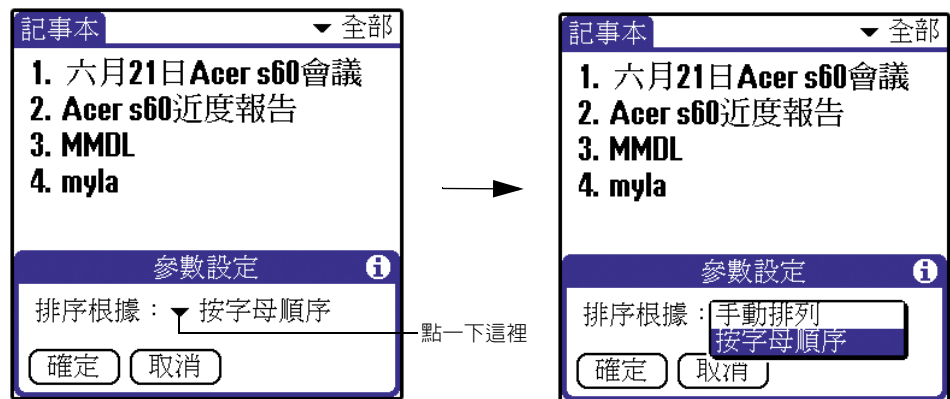 記事本 全部
1. 六月21日Acer s60會議
2. Acer s60近度報告
3. MMDL
4. myla
參數設定
排序根據： 按字母順序
點一下這裡
確定 取消
記事本 全部
1. 六月21日Acer s60會議
2. Acer s60近度報告
3. MMDL
4. myla
參數設定
排序根據： 手動排列
按字母順序
確定 取消